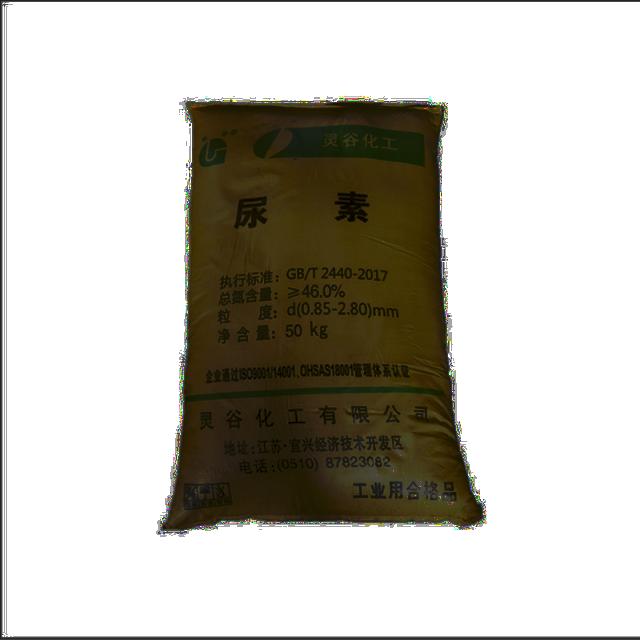 灵谷化工
尿 素
执行标准：GB/T 2440-2017
总氮含量：≥46.0%
粒 度：d(0.85-2.80)mm
净 含 量：50 kg
企业通过ISO9001/14001、OHSAS18001管理体系认证
灵谷化工有限公司
地址：江苏·宜兴经济技术开发区
电话：(0510) 87823082
工业用合格品